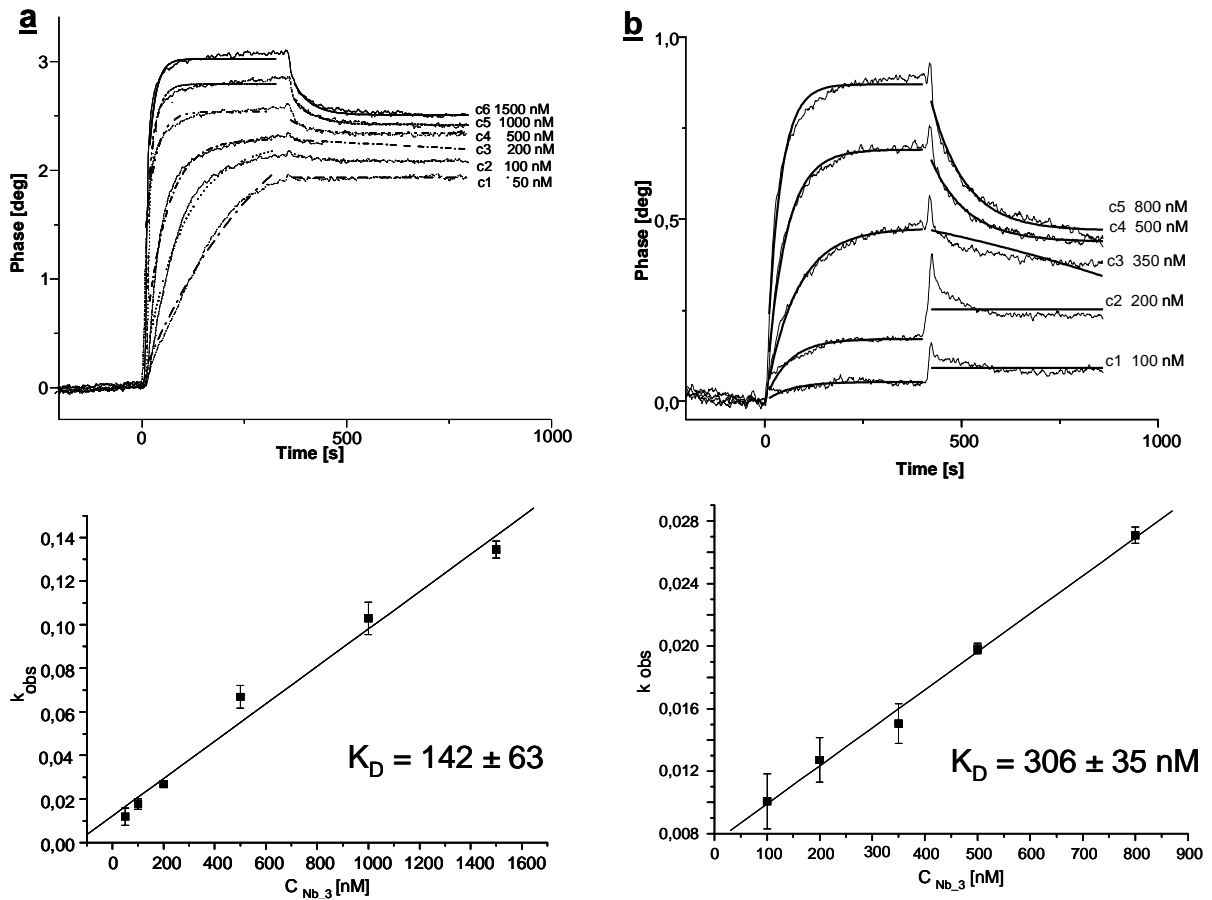 a
Phase [deg]
3
2
1
0
0
500
1000
Time [s]
c6 1500 nM
c5 1000 nM
c4 500 nM
c3 200 nM
c2 100 nM
c1 50 nM
b
Phase [deg]
1,0
0,5
0,0
0
500
1000
Time [s]
c5 800 nM
c4 500 nM
c3 350 nM
c2 200 nM
c1 100 nM
k obs
0,14
0,12
0,10
0,08
0,06
0,04
0,02
0,00
0 200 400 600 800 1000 1200 1400 1600
C Nb_3 [nM]
KD = 142 ± 63
k obs
0,028
0,024
0,020
0,016
0,012
0,008
0 100 200 300 400 500 600 700 800 900
C Nb_3 [nM]
KD = 306 ± 35 nM